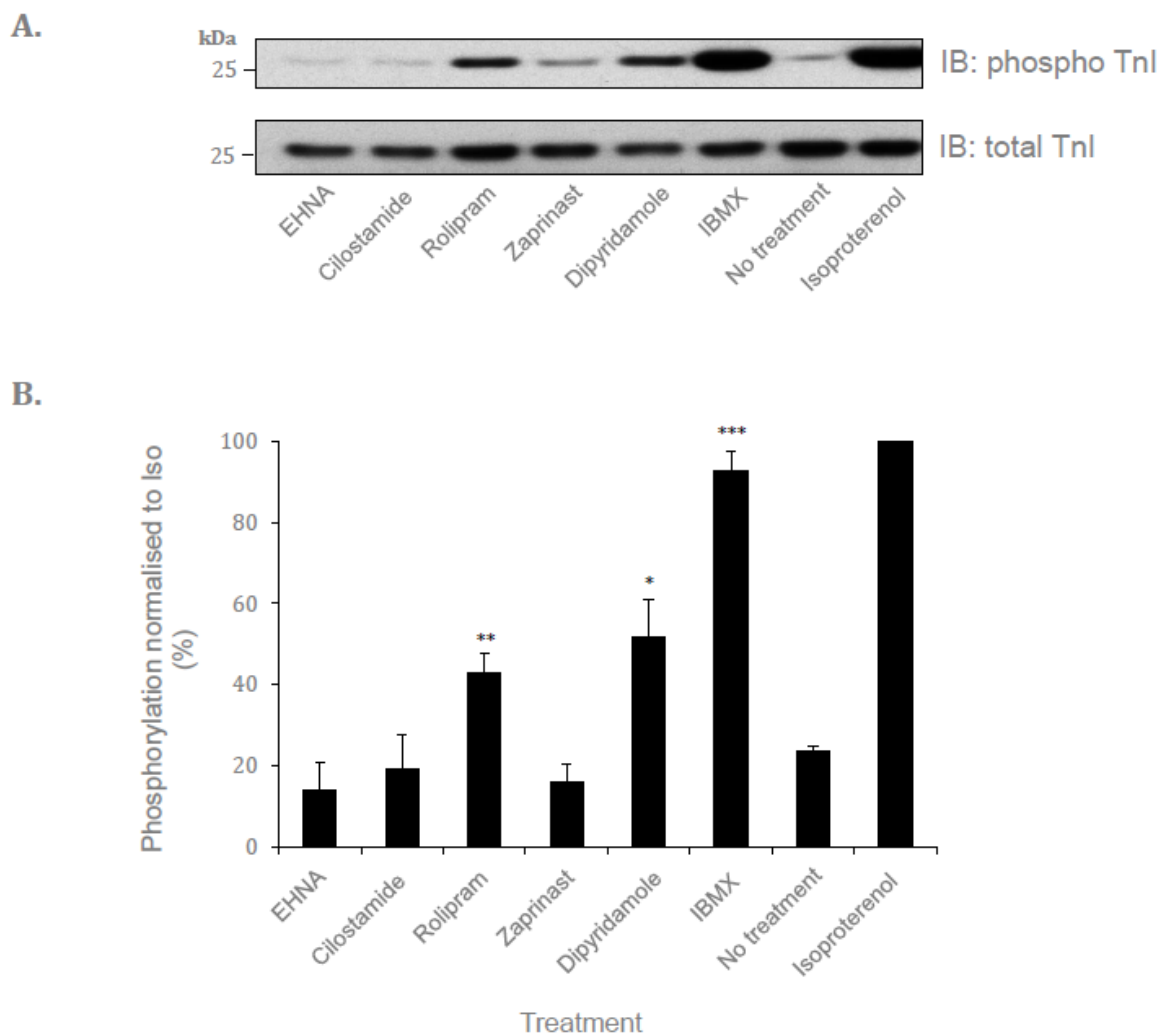 A.
kDa
25
IB: phospho TnI
25
IB: total TnI
EHNA
Cilostamide
Rolipram
Zaprinast
Dipyridamole
IBMX
No treatment
Isoproterenol
B.
Phosphorylation normalised to Iso
(%)
100
80
60
40
20
0
**
*
***
EHNA
Cilostamide
Rolipram
Zaprinast
Dipyridamole
IBMX
No treatment
Isoproterenol
Treatment